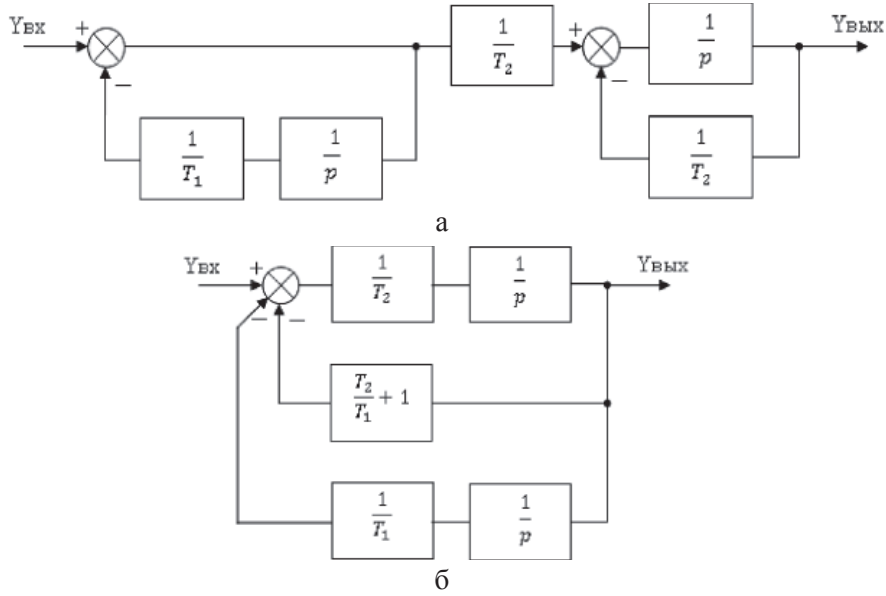 Yвх
+
−
1/T₂
+
−
1/p
Yвых
1/T₁
1/p
1/T₂
а
Yвх
+
−
−
1/T₂
1/p
Yвых
T₂/T₁ + 1
1/T₁
1/p
б